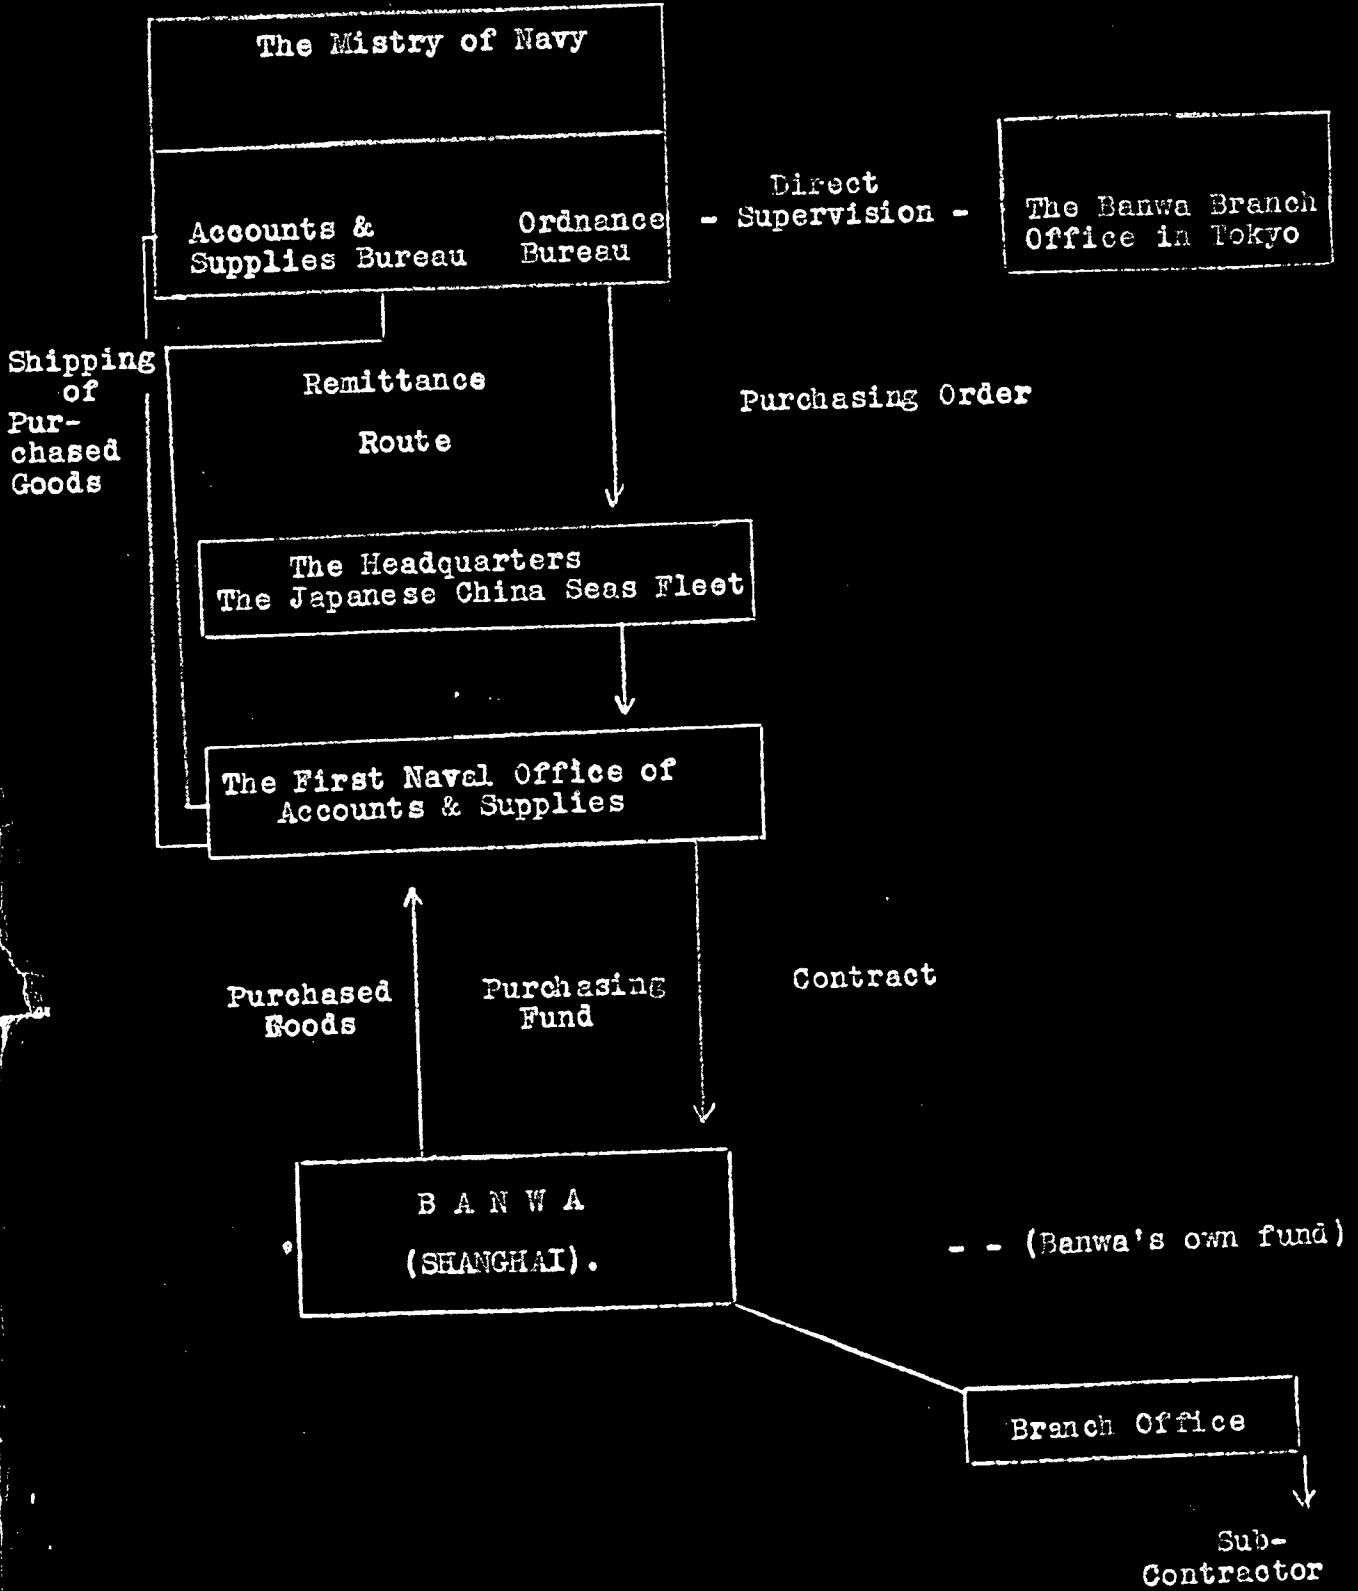 The Mistry of Navy
Accounts &
Supplies Bureau
Ordnance
Bureau
Direct
- Supervision -
The Banwa Branch
Office in Tokyo
Shipping
of
Pur-
chased
Goods
Remittance
Route
Purchasing Order
The Headquarters
The Japanese China Seas Fleet
The First Naval Office of
Accounts & Supplies
Purchased
Goods
Purchasing
Fund
Contract
B A N W A
(SHANGHAI).
- - (Banwa's own fund)
Branch Office
Sub-
Contractor